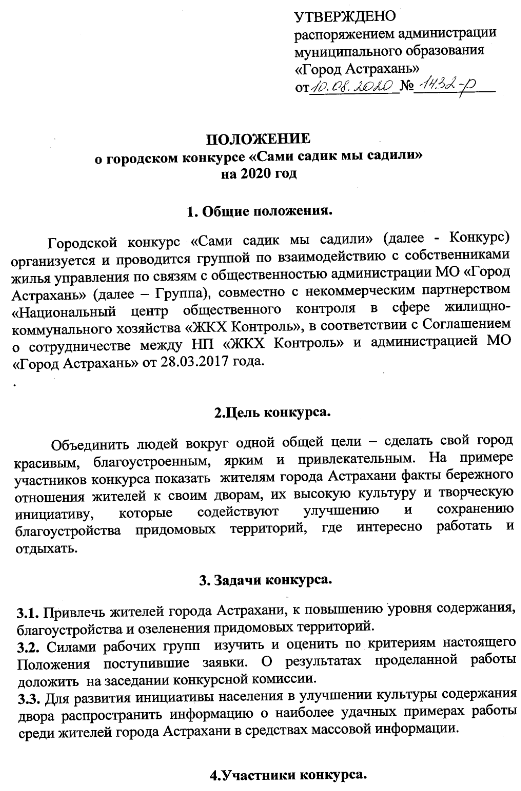 УТВЕРЖДЕНО
распоряжением администрации
муниципального образования
«Город Астрахань»
от 10.08.2020 № 1432-р
ПОЛОЖЕНИЕ
о городском конкурсе «Сами садик мы садили»
на 2020 год
1. Общие положения.
Городской конкурс «Сами садик мы садили» (далее - Конкурс)
организуется и проводится группой по взаимодействию с собственниками
жилья управления по связям с общественностью администрации МО «Город
Астрахань» (далее – Группа), совместно с некоммерческим партнерством
«Национальный центр общественного контроля в сфере жилищно-
коммунального хозяйства «ЖКХ Контроль», в соответствии с Соглашением
о сотрудничестве между НП «ЖКХ Контроль» и администрацией МО
«Город Астрахань» от 28.03.2017 года.
.
2.Цель конкурса.
Объединить людей вокруг одной общей цели – сделать свой город
красивым, благоустроенным, ярким и привлекательным. На примере
участников конкурса показать жителям города Астрахани факты бережного
отношения жителей к своим дворам, их высокую культуру и творческую
инициативу, которые содействуют улучшению и сохранению
благоустройства придомовых территорий, где интересно работать и
отдыхать.
3. Задачи конкурса.
3.1. Привлечь жителей города Астрахани, к повышению уровня содержания,
благоустройства и озеленения придомовых территорий.
3.2. Силами рабочих групп изучить и оценить по критериям настоящего
Положения поступившие заявки. О результатах проделанной работы
доложить на заседании конкурсной комиссии.
3.3. Для развития инициативы населения в улучшении культуры содержания
двора распространить информацию о наиболее удачных примерах работы
среди жителей города Астрахани в средствах массовой информации.
4.Участники конкурса.